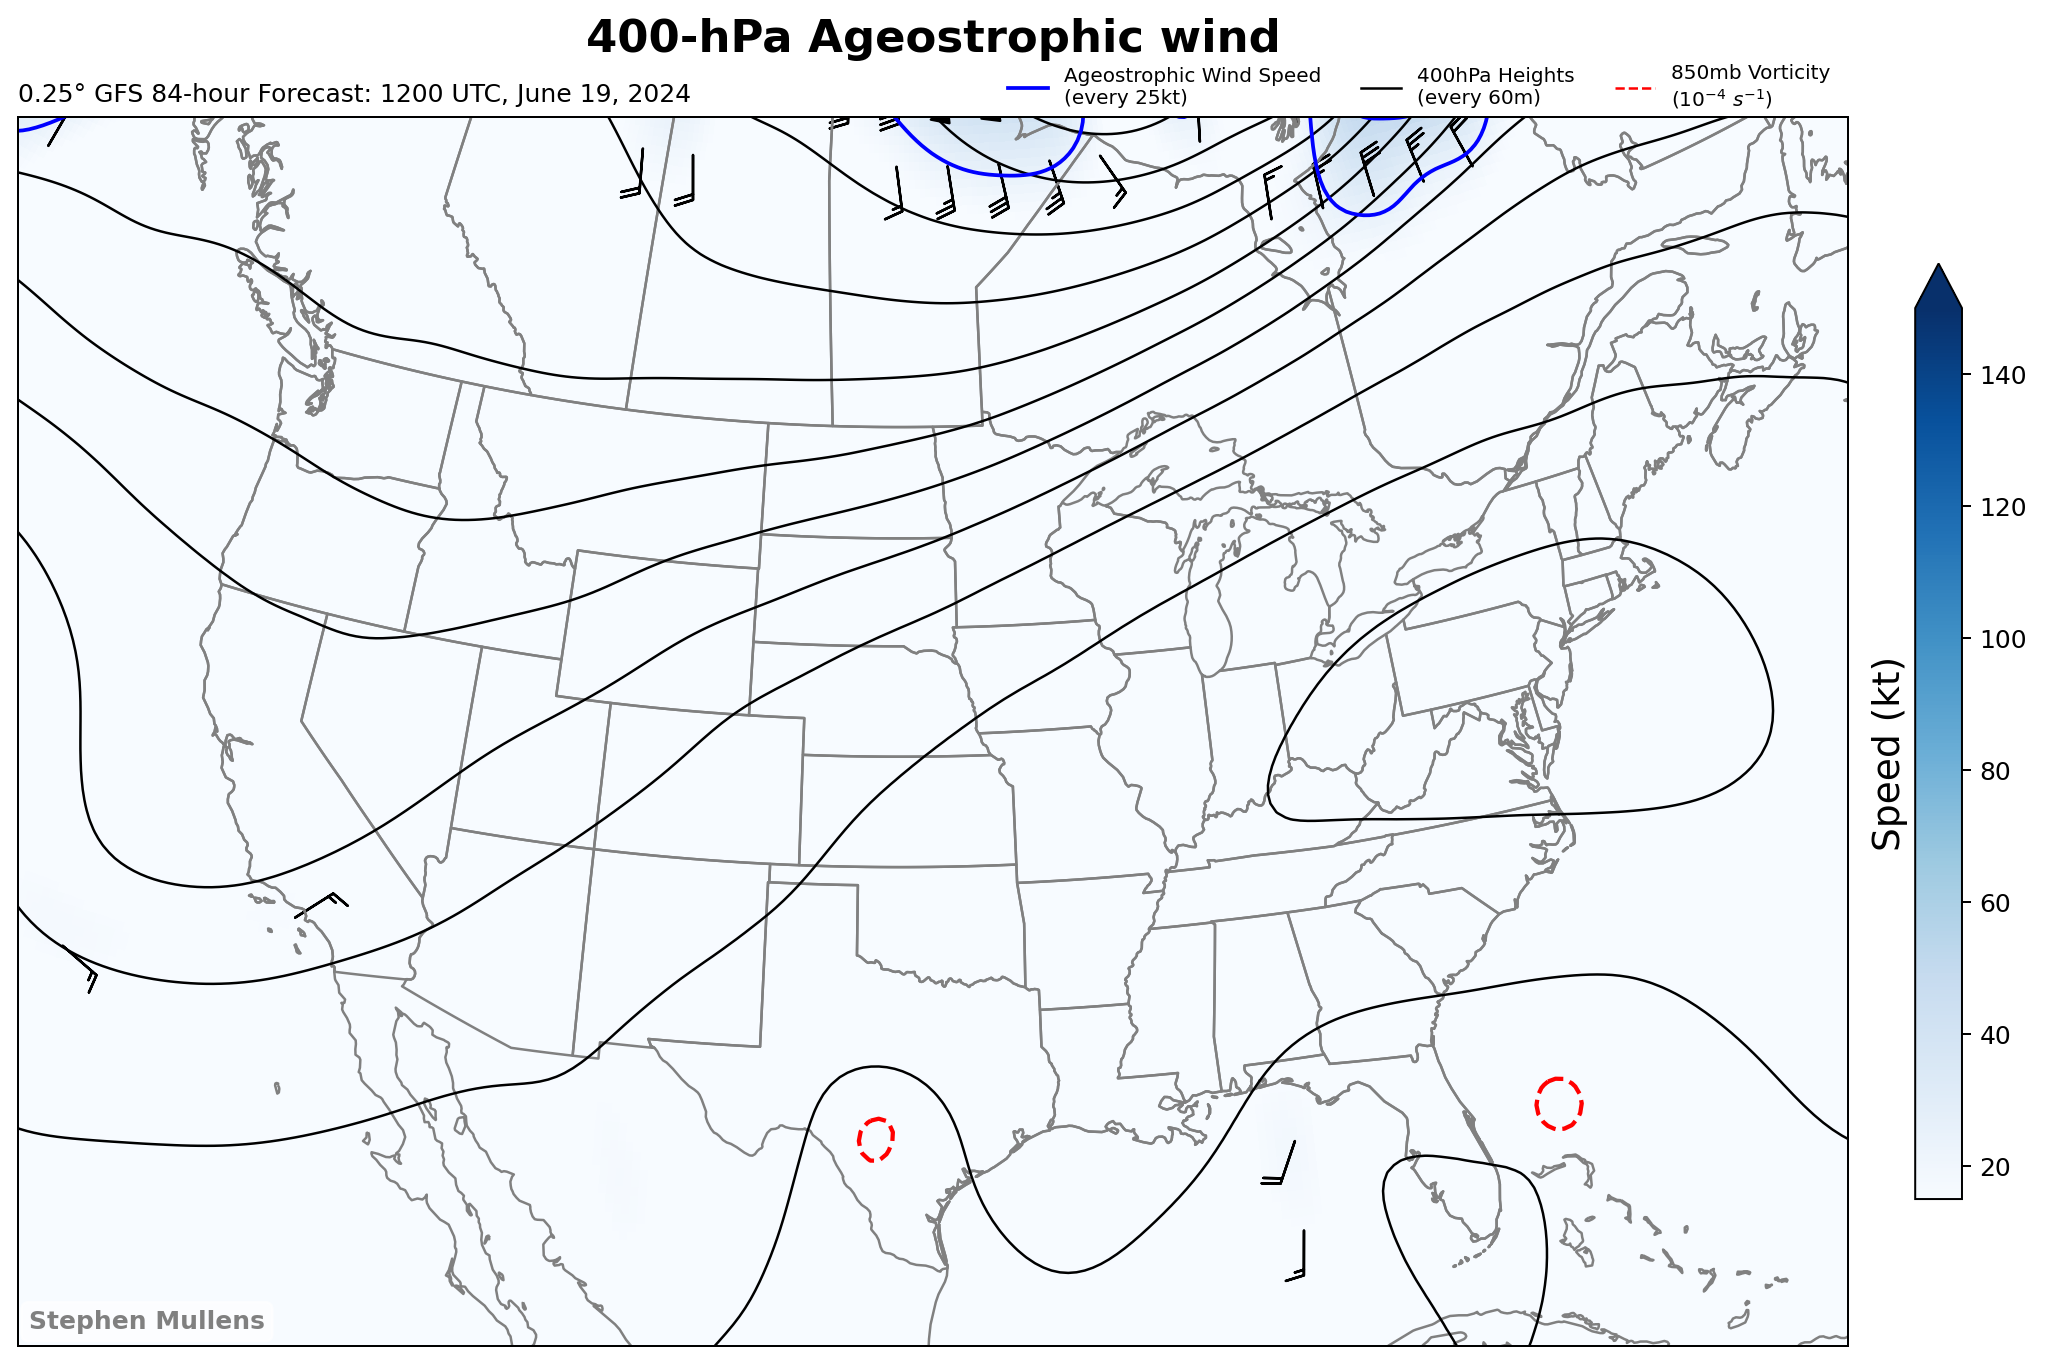 400-hPa Ageostrophic wind
0.25° GFS 84-hour Forecast: 1200 UTC, June 19, 2024
Ageostrophic Wind Speed
(every 25kt)
400hPa Heights
(every 60m)
850mb Vorticity
(10⁻⁴ s⁻¹)
140
120
100
80
60
40
20
Speed (kt)
Stephen Mullens